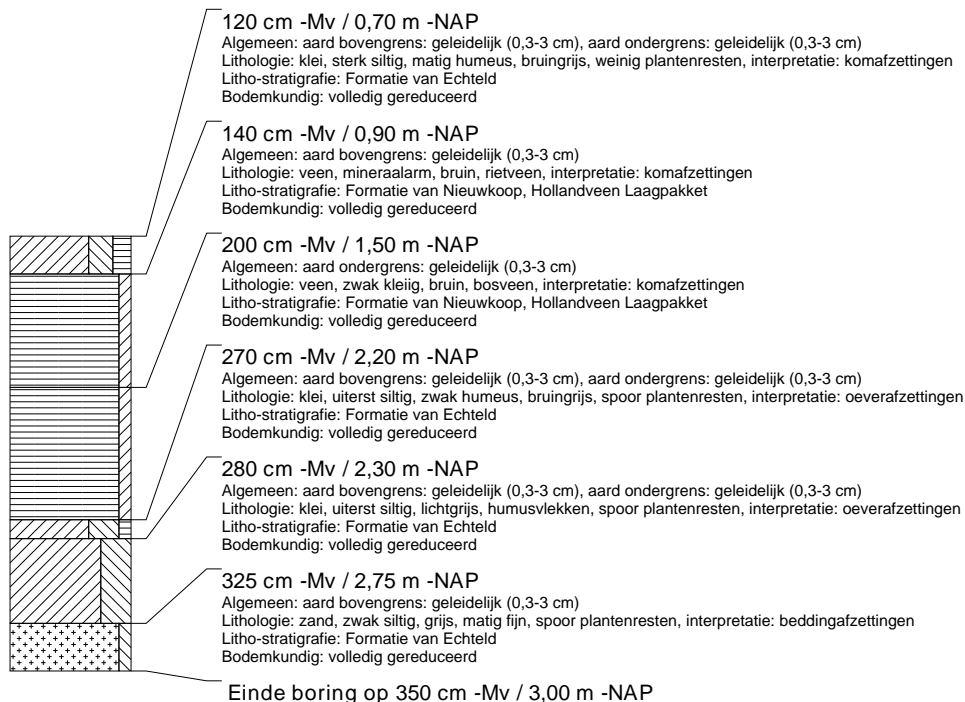 120 cm -Mv / 0,70 m -NAP
Algemeen: aard bovengrens: geleidelijk (0,3-3 cm), aard ondergrens: geleidelijk (0,3-3 cm)
Lithologie: klei, sterk siltig, matig humeus, bruingrijs, weinig plantenresten, interpretatie: komafzettingen
Litho-stratigrafie: Formatie van Echteld
Bodemkundig: volledig gereduceerd
140 cm -Mv / 0,90 m -NAP
Algemeen: aard bovengrens: geleidelijk (0,3-3 cm)
Lithologie: veen, mineraalarm, bruin, rietveen, interpretatie: komafzettingen
Litho-stratigrafie: Formatie van Nieuwkoop, Hollandveen Laagpakket
Bodemkundig: volledig gereduceerd
200 cm -Mv / 1,50 m -NAP
Algemeen: aard ondergrens: geleidelijk (0,3-3 cm)
Lithologie: veen, zwak kleiig, bruin, bosveen, interpretatie: komafzettingen
Litho-stratigrafie: Formatie van Nieuwkoop, Hollandveen Laagpakket
Bodemkundig: volledig gereduceerd
270 cm -Mv / 2,20 m -NAP
Algemeen: aard bovengrens: geleidelijk (0,3-3 cm), aard ondergrens: geleidelijk (0,3-3 cm)
Lithologie: klei, uiterst siltig, zwak humeus, bruingrijs, spoor plantenresten, interpretatie: oeverafzettingen
Litho-stratigrafie: Formatie van Echteld
Bodemkundig: volledig gereduceerd
280 cm -Mv / 2,30 m -NAP
Algemeen: aard bovengrens: geleidelijk (0,3-3 cm), aard ondergrens: geleidelijk (0,3-3 cm)
Lithologie: klei, uiterst siltig, lichtgrijs, humusvlekken, spoor plantenresten, interpretatie: oeverafzettingen
Litho-stratigrafie: Formatie van Echteld
Bodemkundig: volledig gereduceerd
325 cm -Mv / 2,75 m -NAP
Algemeen: aard bovengrens: geleidelijk (0,3-3 cm)
Lithologie: zand, zwak siltig, grijs, matig fijn, spoor plantenresten, interpretatie: beddingafzettingen
Litho-stratigrafie: Formatie van Echteld
Bodemkundig: volledig gereduceerd
Einde boring op 350 cm -Mv / 3,00 m -NAP